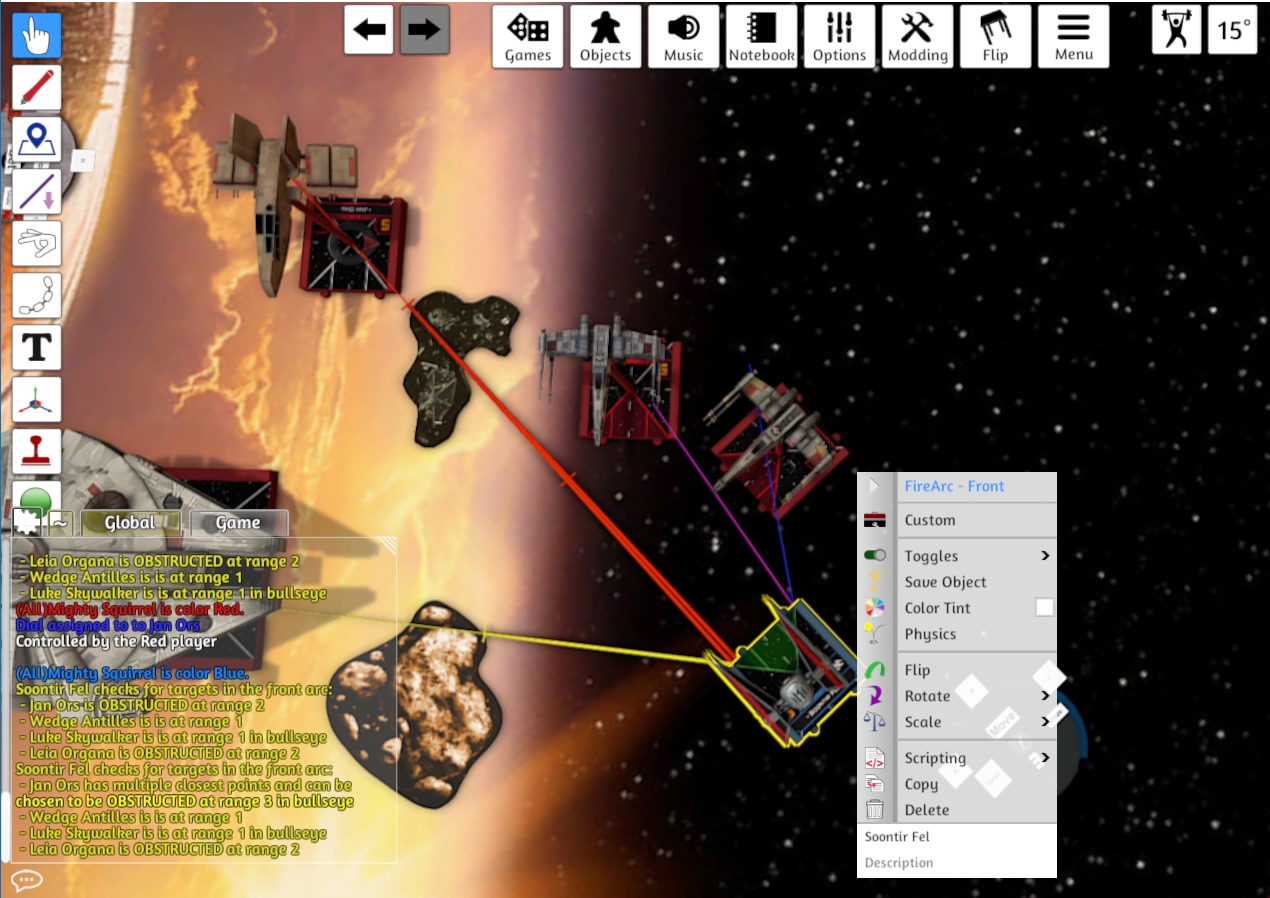 15°
Games
Objects
Music
Notebook
Options
Modding
Flip
Menu
T
~
Global
Game
- Leia Organa is OBSTRUCTED at range 2
- Wedge Antilles is is at range 1
- Luke Skywalker is is at range 1 in bullseye
(All)Mighty Squirrel is color Red.
Dial assigned to to Jan Ors
Controlled by the Red player
(All)Mighty Squirrel is color Blue.
Soontir Fel checks for targets in the front arc:
- Jan Ors is OBSTRUCTED at range 2
- Wedge Antilles is at range 1
- Luke Skywalker is is at range 1 in bullseye
- Leia Organa is OBSTRUCTED at range 2
Soontir Fel checks for targets in the front arc:
- Jan Ors has multiple closest points and can be
chosen to be OBSTRUCTED at range 3 in bullseye
- Wedge Antilles is at range 1
- Luke Skywalker is is at range 1 in bullseye
- Leia Organa is OBSTRUCTED at range 2
FireArc - Front
Custom
Toggles
Save Object
Color Tint
Physics
Flip
Rotate
Scale
Move
Scripting
Copy
Delete
Soontir Fel
Description